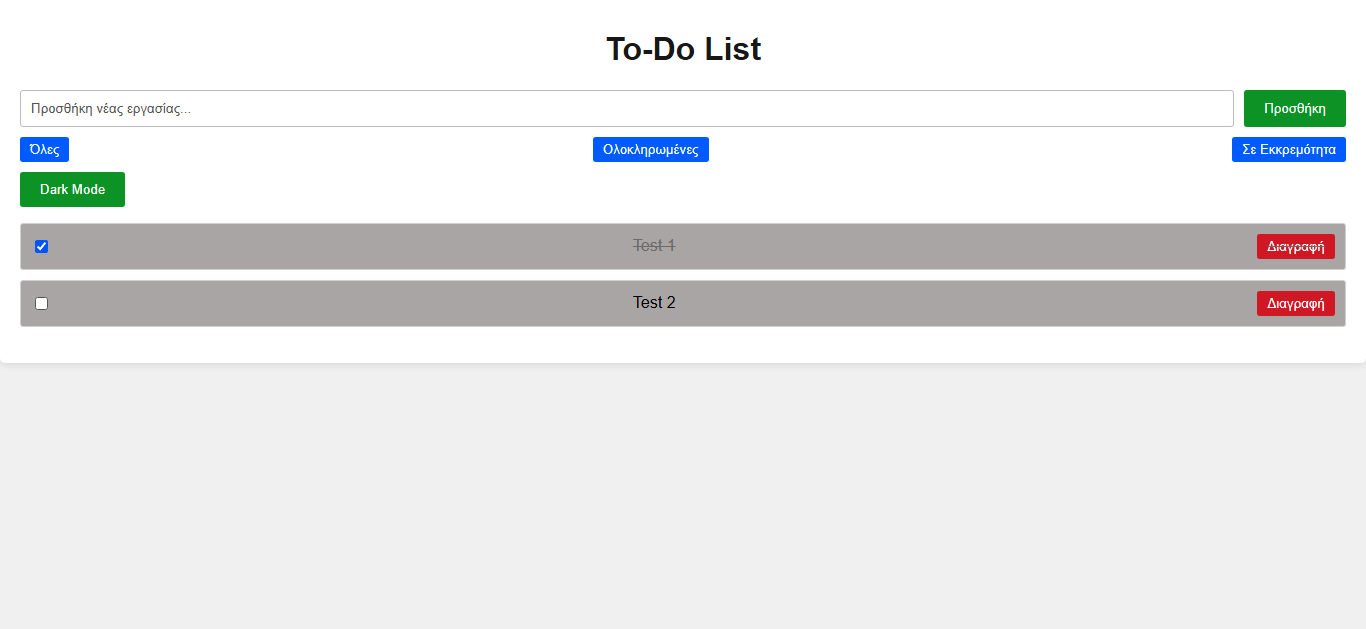 To-Do List
Προσθήκη νέας εργασίας...
Προσθήκη
Όλες
Ολοκληρωμένες
Σε Εκκρεμότητα
Dark Mode
Test 1
Διαγραφή
Test 2
Διαγραφή